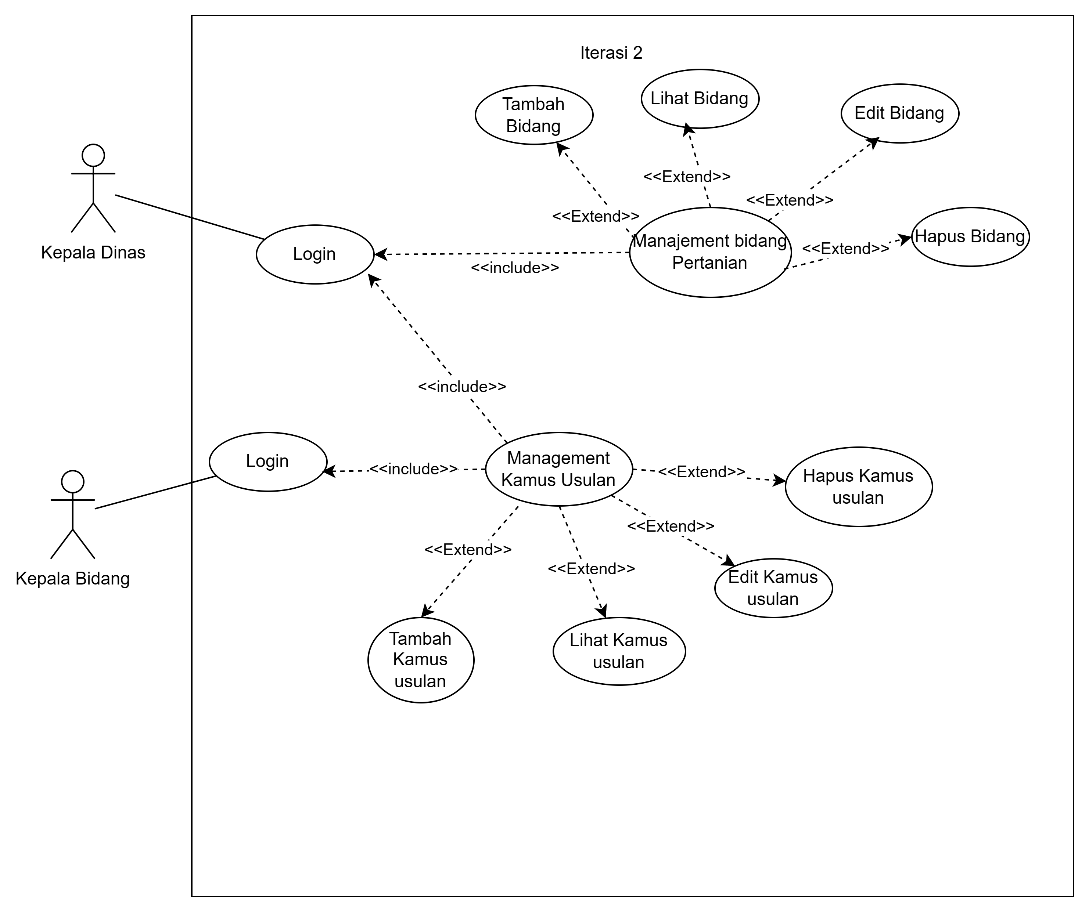 Iterasi 2
Tambah
Bidang
Lihat Bidang
Edit Bidang
<<Extend>>
<<Extend>>
<<Extend>>
<<Extend>>
Hapus Bidang
Manajement bidang
Pertanian
Kepala Dinas
Login
<<include>>
<<include>>
Login
<<include>>
Management
Kamus Usulan
<<Extend>>
Hapus Kamus
usulan
<<Extend>>
<<Extend>>
<<Extend>>
Kepala Bidang
Edit Kamus
usulan
Tambah
Kamus
usulan
Lihat Kamus
usulan